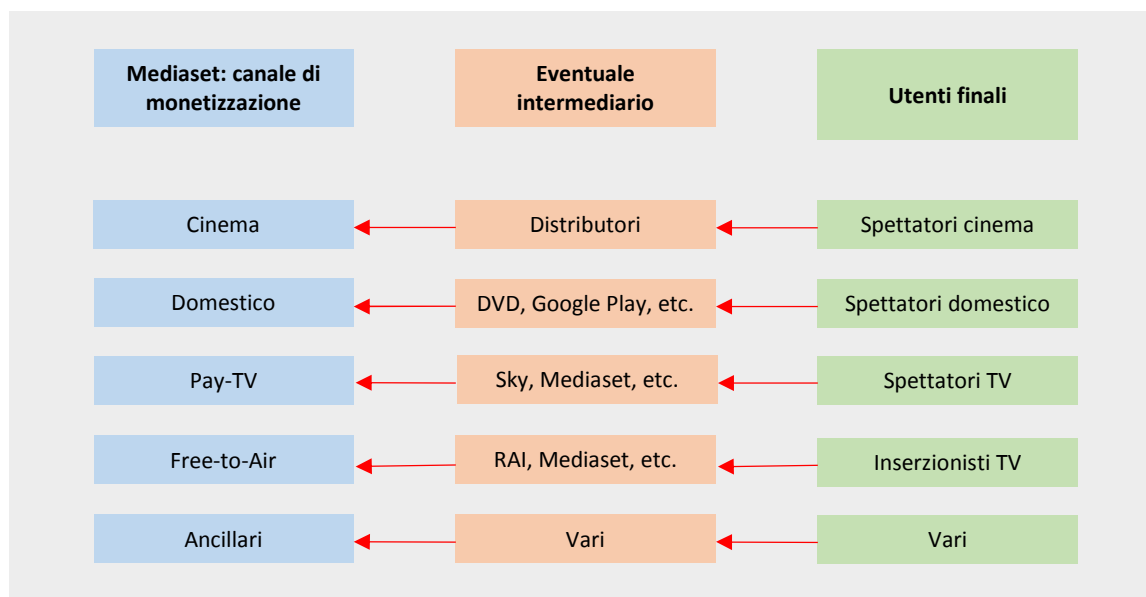 Mediaset: canale di
monetizzazione
Eventuale
intermediario
Utenti finali
Cinema
Distributori
Spettatori cinema
Domestico
DVD, Google Play, etc.
Spettatori domestico
Pay-TV
Sky, Mediaset, etc.
Spettatori TV
Free-to-Air
RAI, Mediaset, etc.
Inserzionisti TV
Ancillari
Vari
Vari